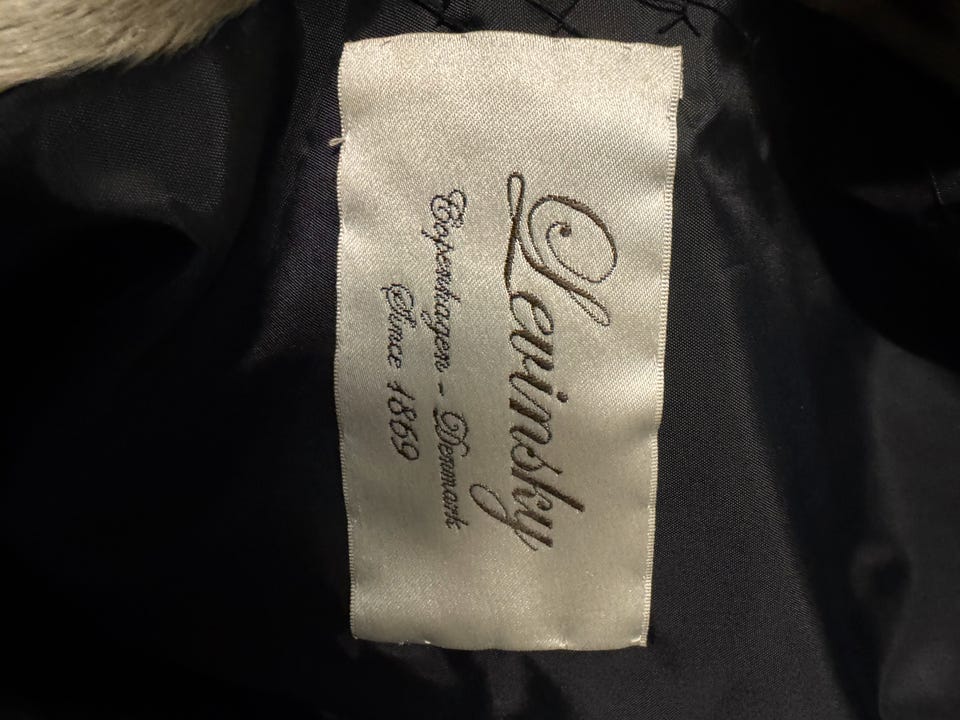 Levinsky
Copenhagen - Denmark
Since 1869